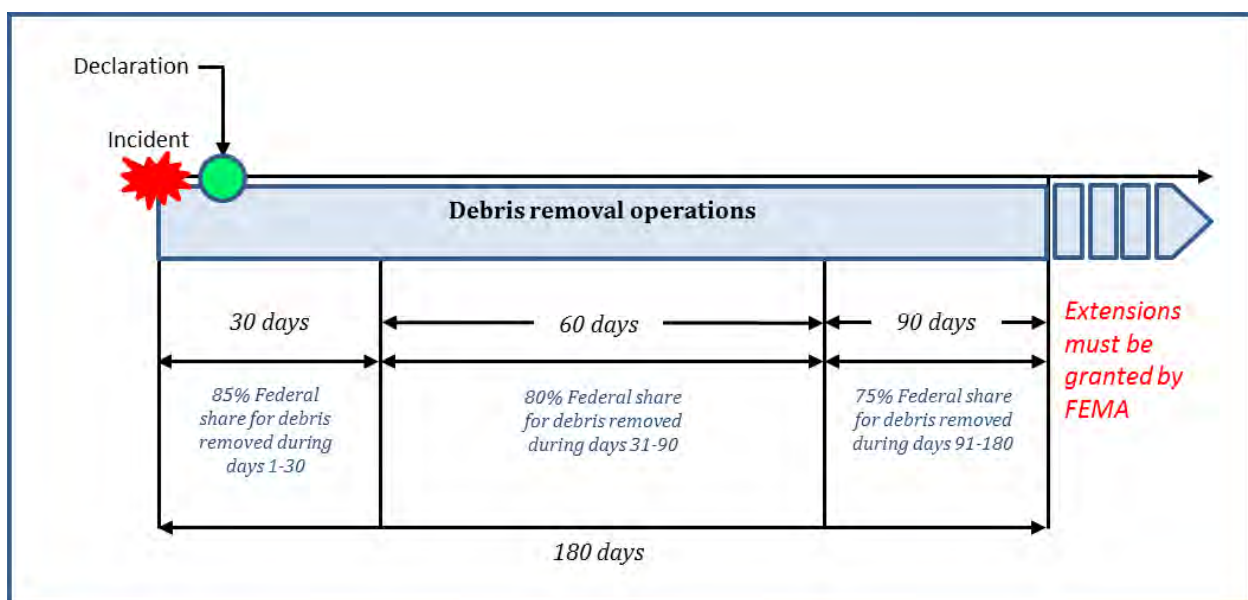 Declaration
Incident
Debris removal operations
30 days
60 days
90 days
85% Federal
share for debris
removed during
days 1-30
80% Federal share
for debris removed
during days 31-90
75% Federal share
for debris removed
during days 91-180
Extensions
must be
granted by
FEMA
180 days